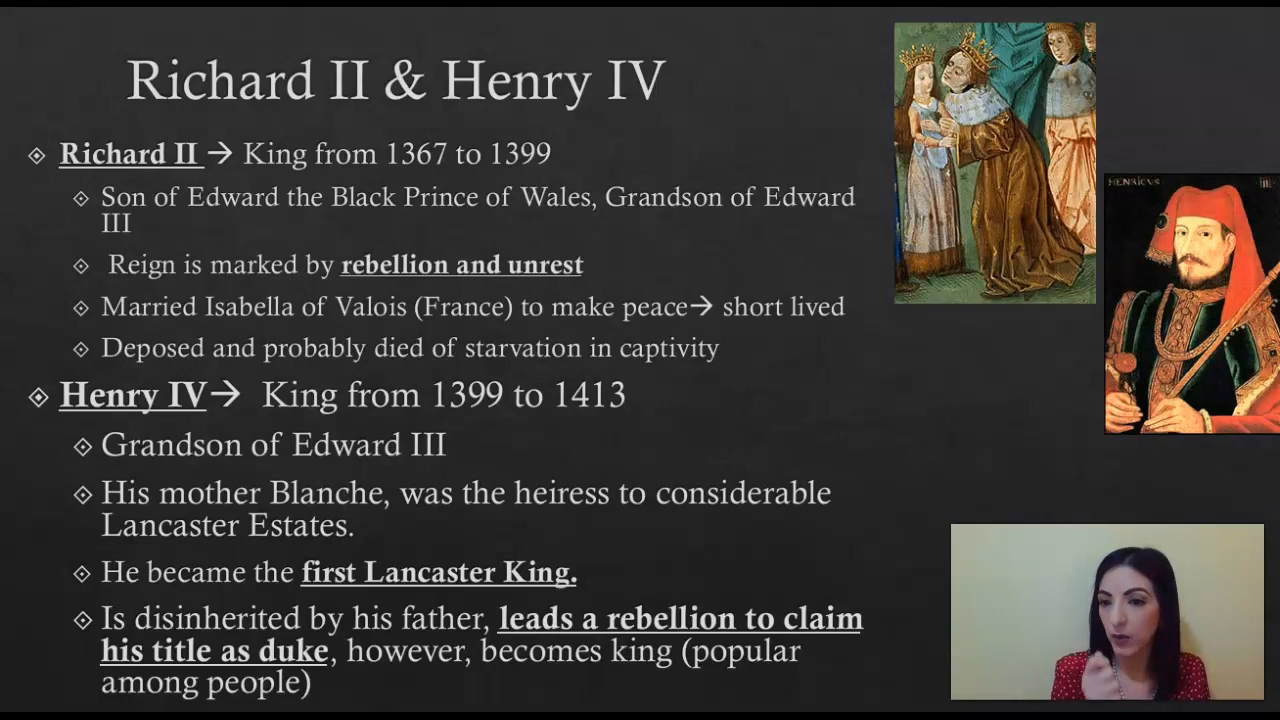 Richard II & Henry IV
Richard II → King from 1367 to 1399
Son of Edward the Black Prince of Wales, Grandson of Edward
III
Reign is marked by rebellion and unrest
Married Isabella of Valois (France) to make peace→ short lived
Deposed and probably died of starvation in captivity
Henry IV→ King from 1399 to 1413
Grandson of Edward III
His mother Blanche, was the heiress to considerable
Lancaster Estates.
He became the first Lancaster King.
Is disinherited by his father, leads a rebellion to claim
his title as duke, however, becomes king (popular
among people)
HENRICVS IIII